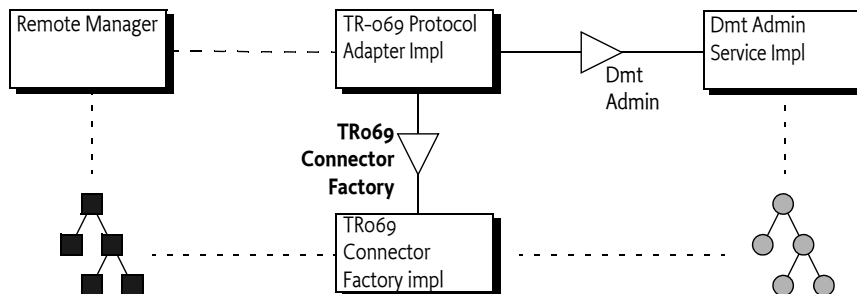 Remote Manager
TR-069 Protocol
Adapter Impl
Dmt Admin
Service Impl
Dmt
Admin
TR069
Connector
Factory
TR069
Connector
Factory impl